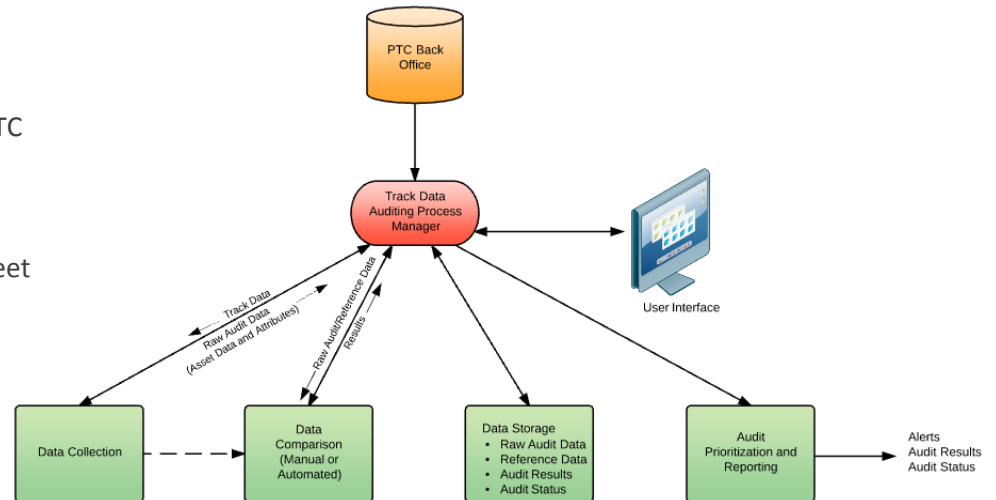 PTC Back
Office
TC
eet
Track Data
Auditing Process
Manager
User Interface
Track Data
Raw Audit Data
(Asset Data and Attributes)
Raw Audit/Reference Data
Results
Data Collection
Data
Comparison
(Manual or
Automated)
Data Storage
• Raw Audit Data
• Reference Data
• Audit Results
• Audit Status
Audit
Prioritization and
Reporting
Alerts
Audit Results
Audit Status